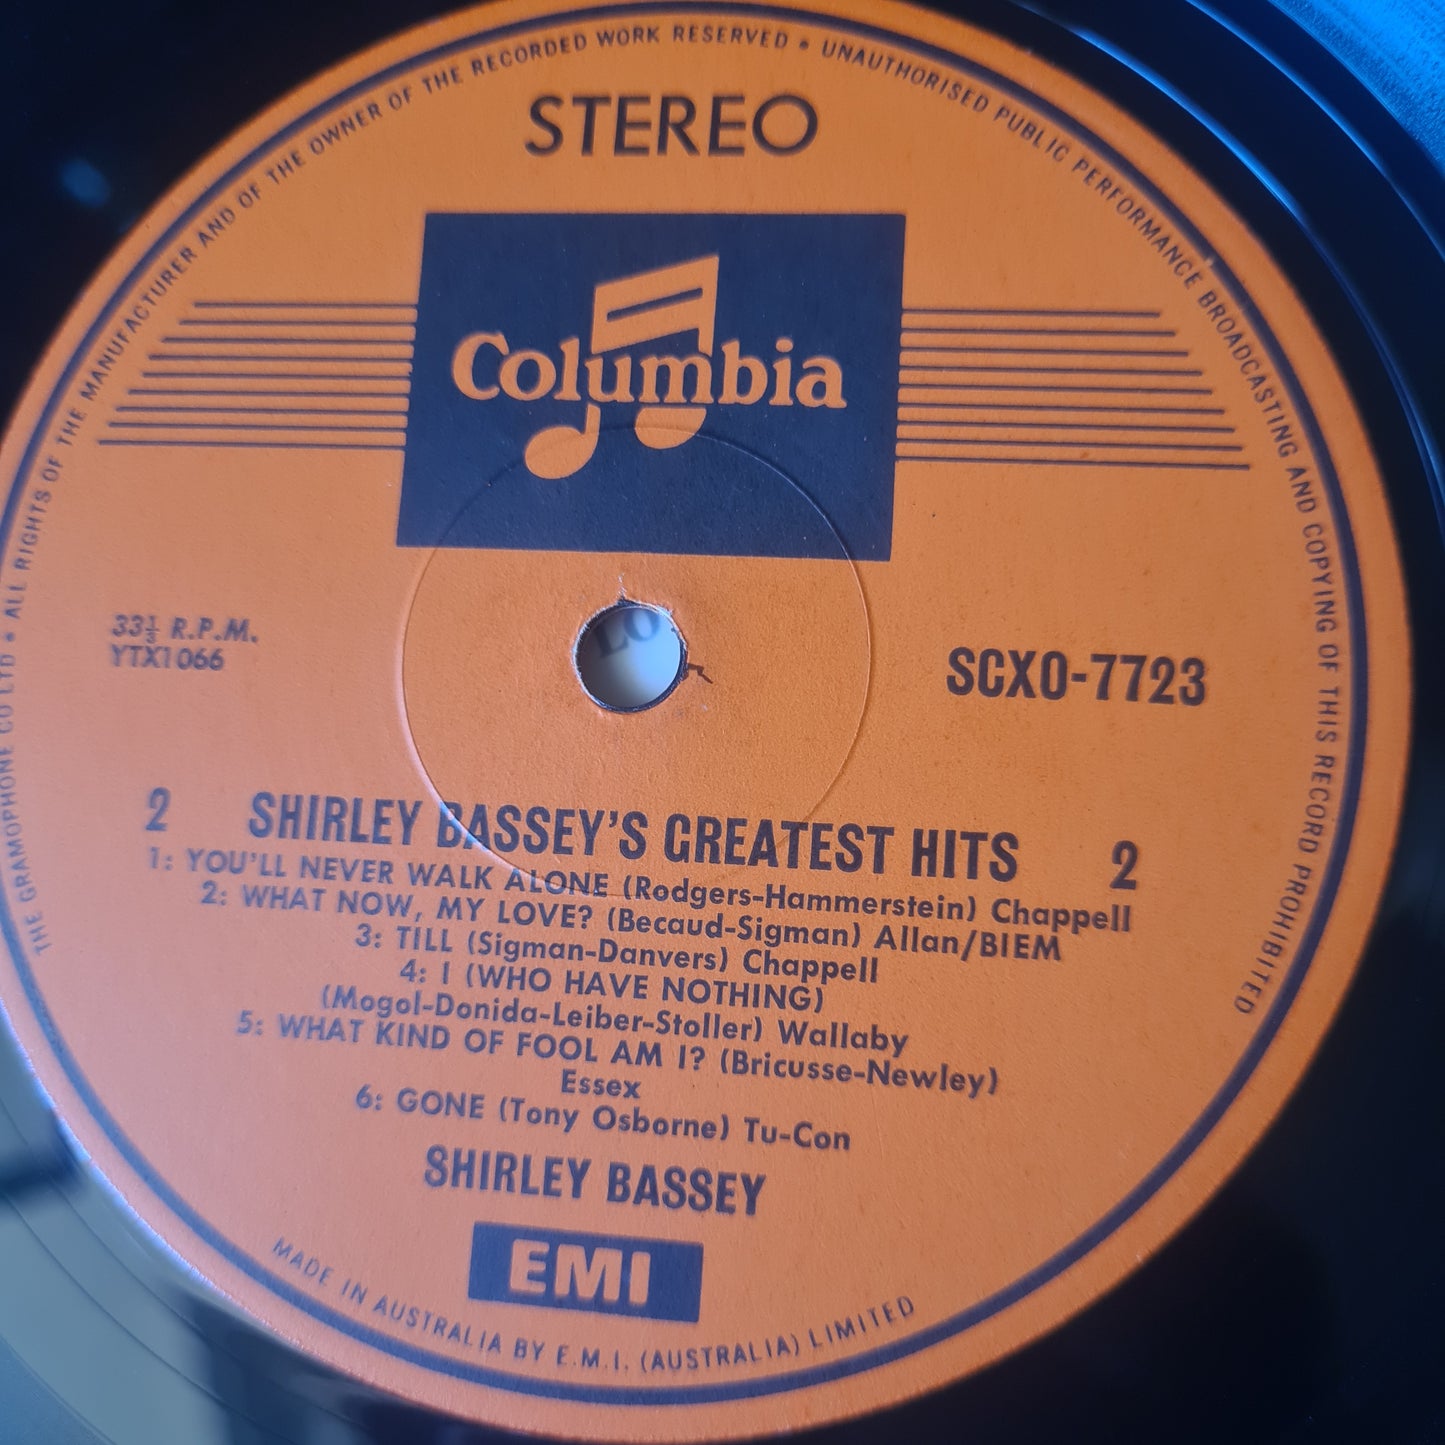 THE GRAMOPHONE CO LTD • ALL RIGHTS OF THE MANUFACTURER AND OF THE OWNER OF THE RECORDED WORK RESERVED • UNAUTHORISED PUBLIC PERFORMANCE BROADCASTING AND COPYING OF THIS RECORD PROHIBITED
STEREO
Columbia
33⅓ R.P.M.
YTX1066
LO
SCXO-7723
2 SHIRLEY BASSEY'S GREATEST HITS 2
1: YOU'LL NEVER WALK ALONE (Rodgers-Hammerstein) Chappell
2: WHAT NOW, MY LOVE? (Becaud-Sigman) Allan/BIEM
3: TILL (Sigman-Danvers) Chappell
4: I (WHO HAVE NOTHING)
(Mogol-Donida-Leiber-Stoller) Wallaby
5: WHAT KIND OF FOOL AM I? (Bricusse-Newley)
Essex
6: GONE (Tony Osborne) Tu-Con
SHIRLEY BASSEY
EMI
MADE IN AUSTRALIA BY E.M.I. (AUSTRALIA) LIMITED